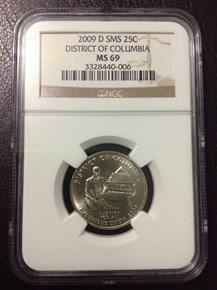 2009 D SMS 25C
DISTRICT OF COLUMBIA
MS 69
3328440-006
NGC
DISTRICT OF COLUMBIA